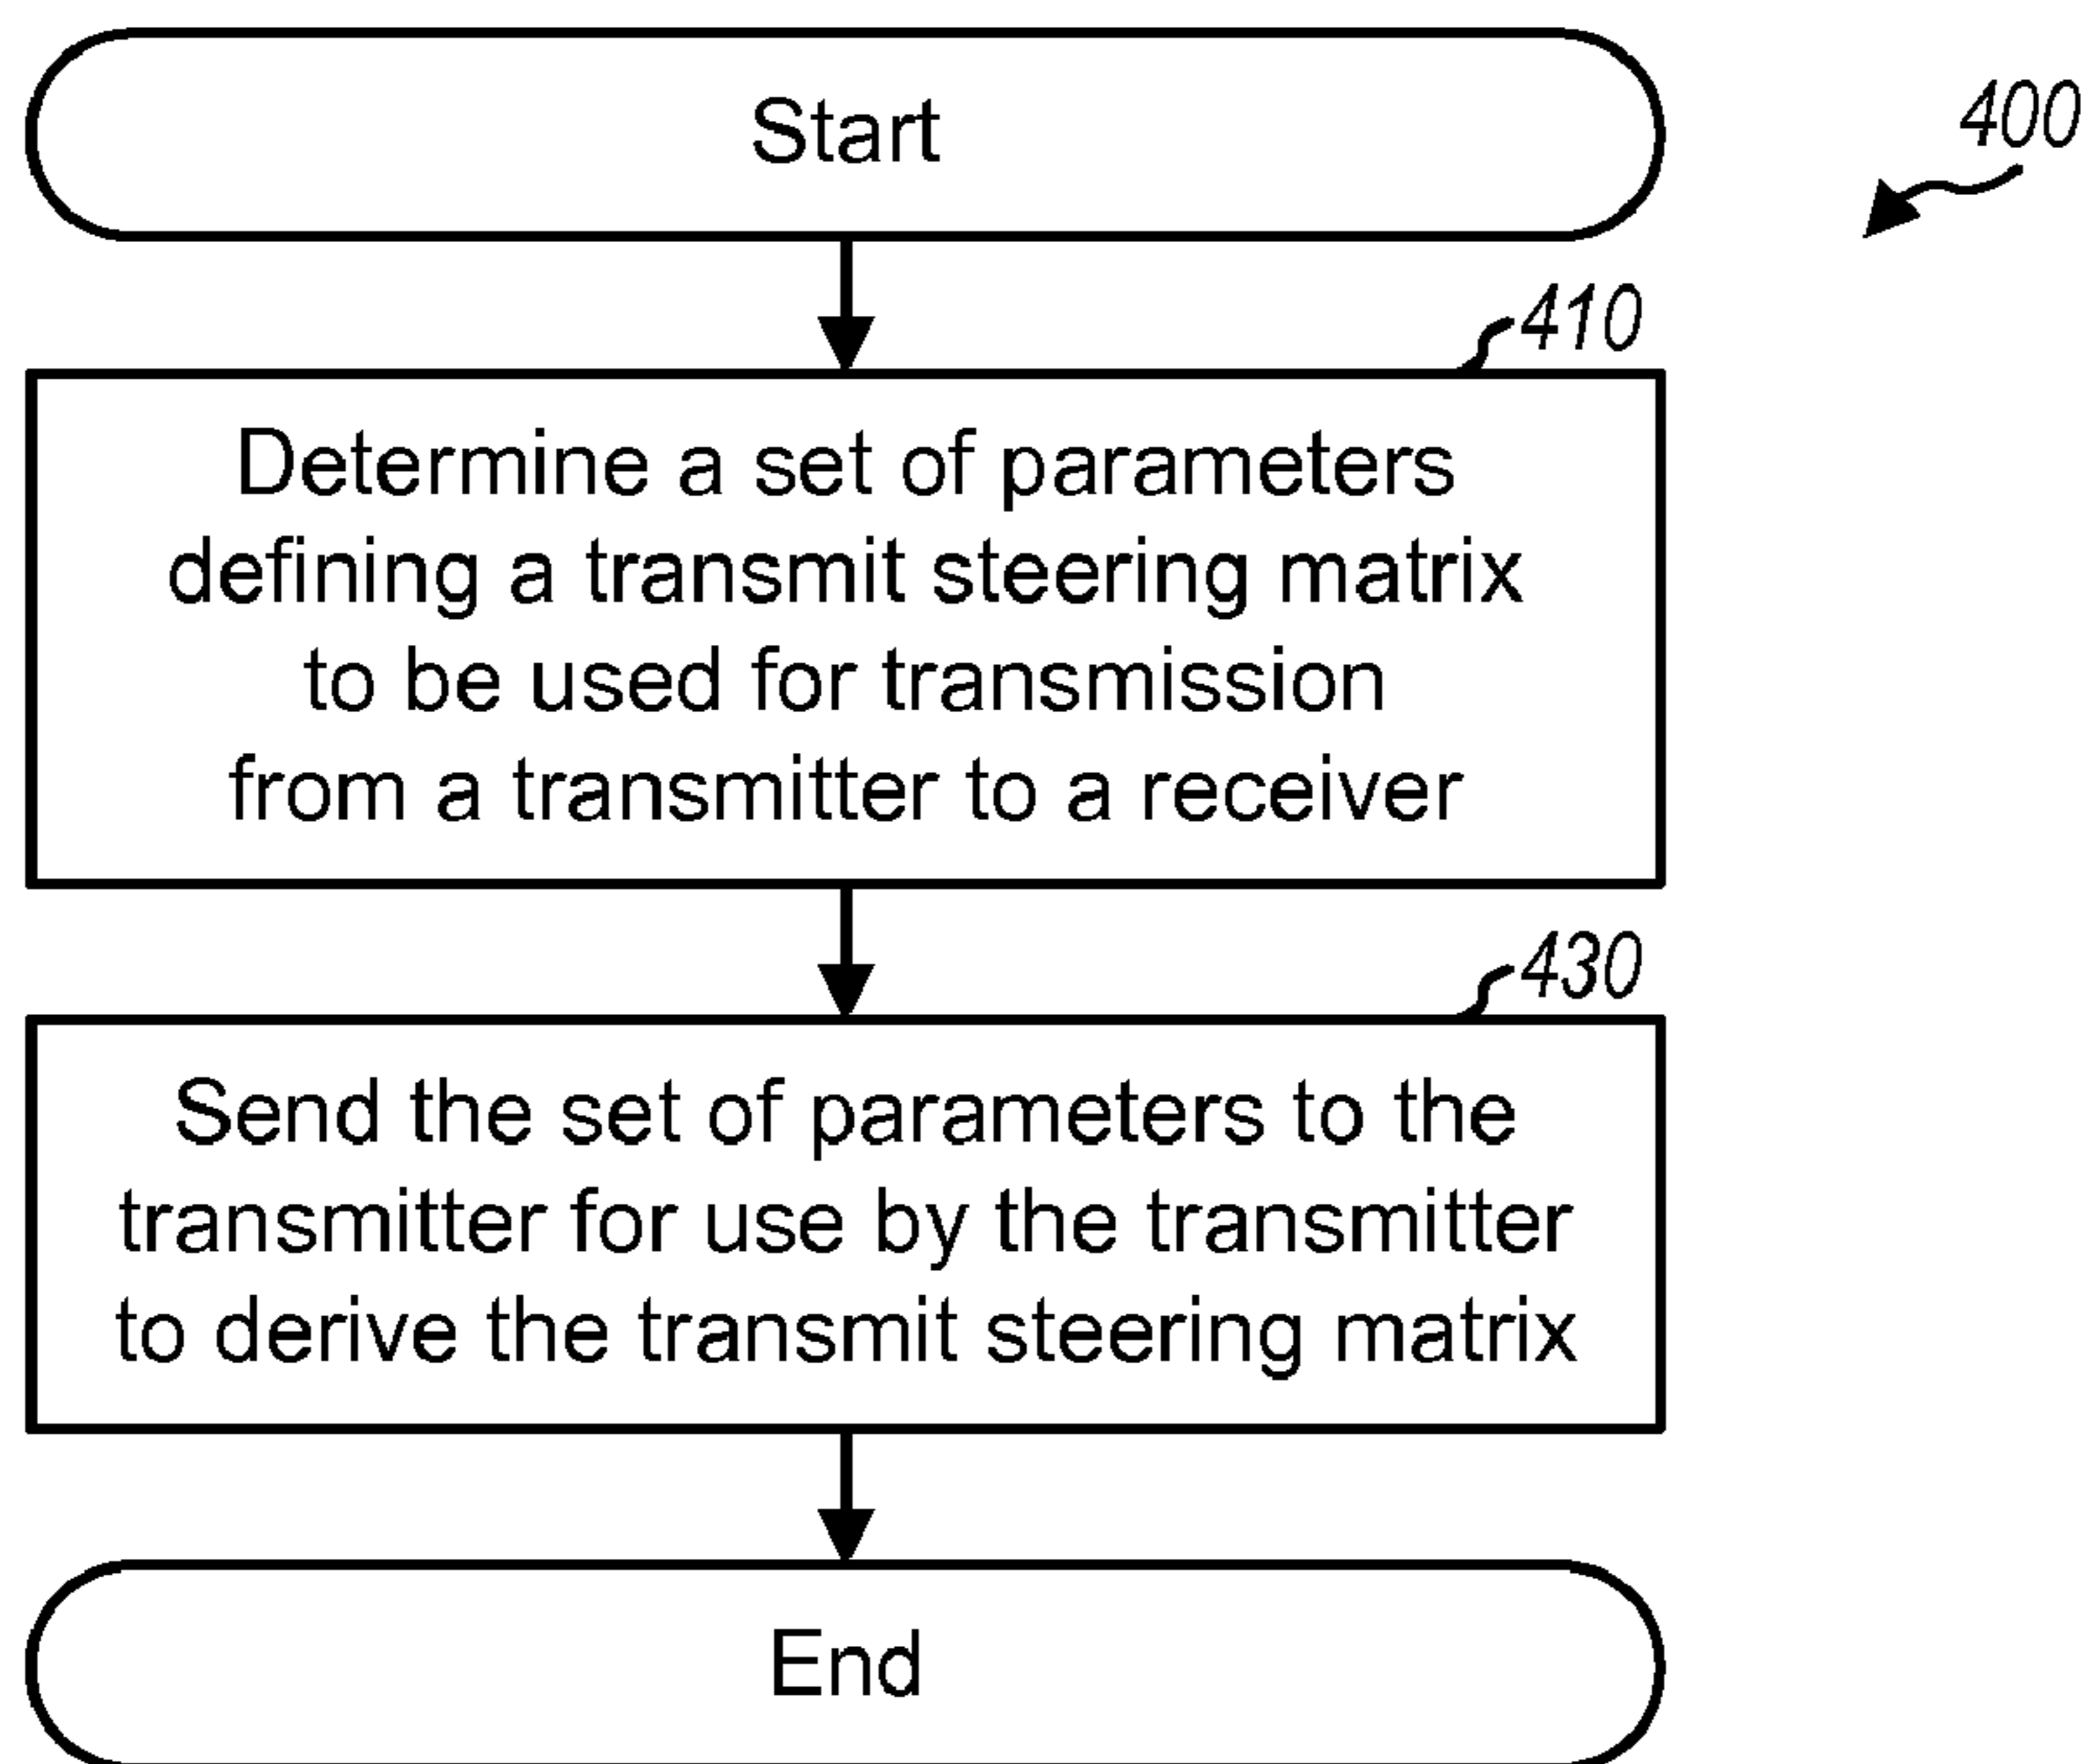 Start
400
410
Determine a set of parameters
defining a transmit steering matrix
to be used for transmission
from a transmitter to a receiver
430
Send the set of parameters to the
transmitter for use by the transmitter
to derive the transmit steering matrix
End